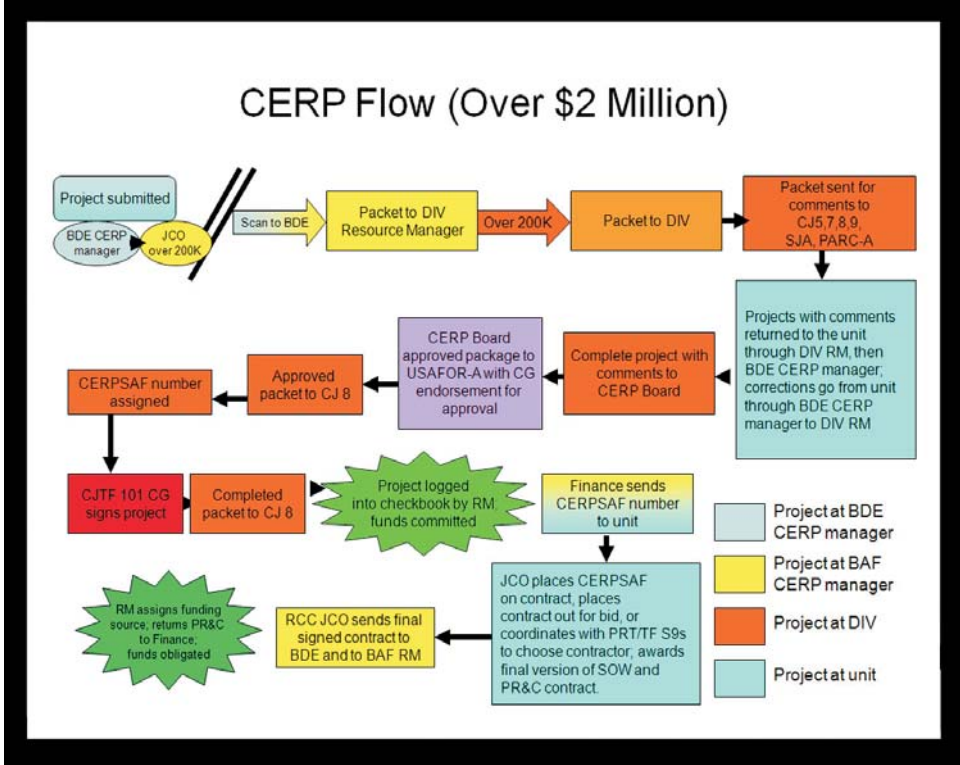 CERP Flow (Over $2 Million)
Project submitted
BDE CERP
manager
JCO
over 200K
Scan to BDE
Packet to DIV
Resource Manager
Over 200K
Packet to DIV
Packet sent for
comments to
CJ5,7,8,9,
SJA, PARC-A
Projects with comments
returned to the unit
through DIV RM, then
BDE CERP manager;
corrections go from unit
through BDE CERP
manager to DIV RM
Complete project with
comments to
CERP Board
CERP Board
approved package to
USAFOR-A with CG
endorsement for
approval
Approved
packet to CJ 8
CERPSAF number
assigned
CJTF 101 CG
signs project
Completed
packet to CJ 8
Project logged
into checkbook by RM;
funds committed
Finance sends
CERPSAF number
to unit
JCO places CERPSAF
on contract, places
contract out for bid, or
coordinates with PRT/TF S9s
to choose contractor; awards
final version of SOW and
PR&C contract.
RCC JCO sends final
signed contract to
BDE and to BAF RM
RM assigns funding
source; returns PR&C
to Finance;
funds obligated
Project at BDE
CERP manager
Project at BAF
CERP manager
Project at DIV
Project at unit